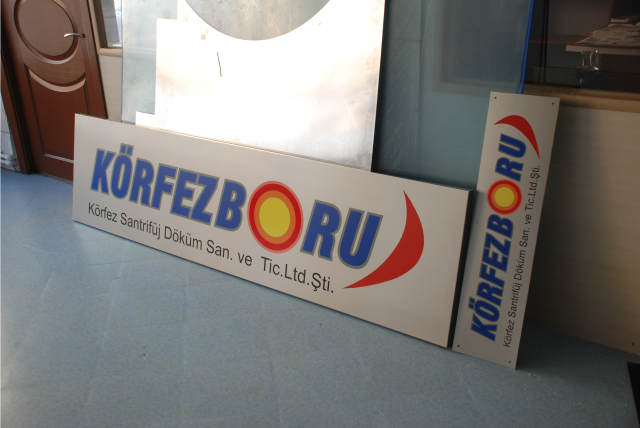 KÖRFEZBORU
Körfez Santrifüj Döküm San. ve Tic.Ltd.Şti.
KÖRFEZBORU
Körfez Santrifüj Döküm San. ve Tic.Ltd.Şti.